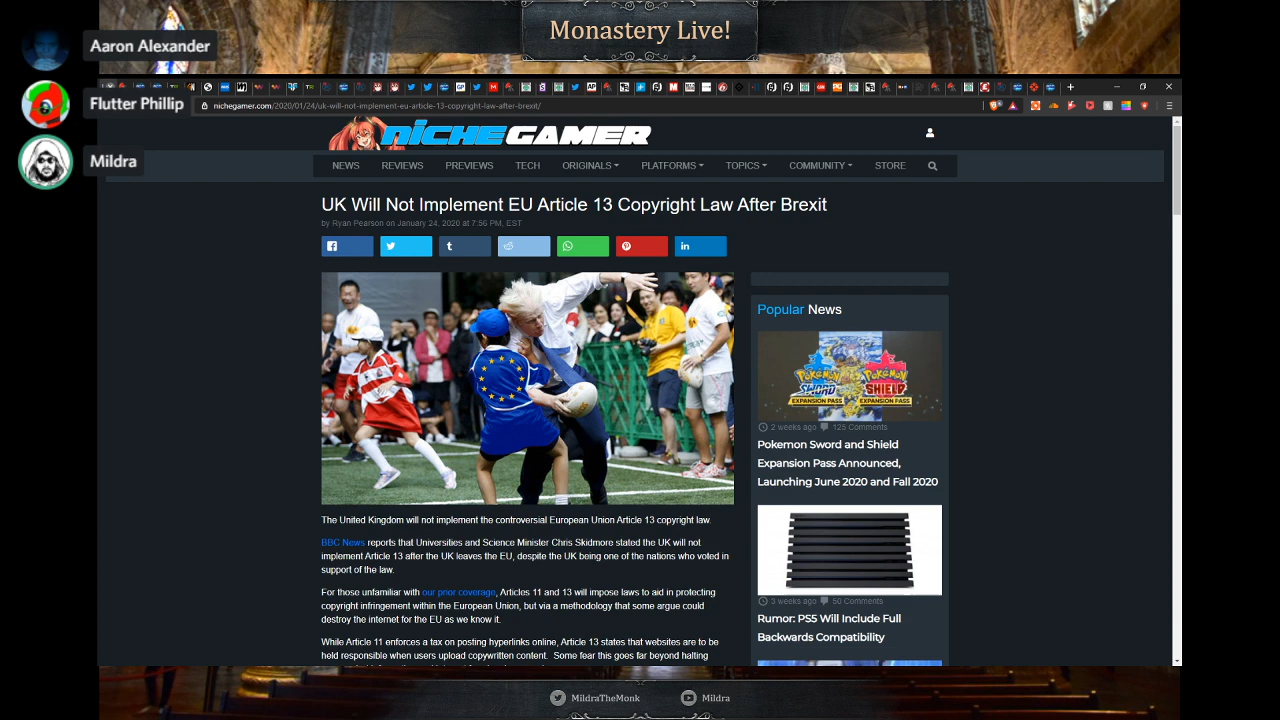 Monastery Live!
Aaron Alexander
Flutter Phillip
Mildra
nichegamer.com/2020/01/24/uk-will-not-implement-eu-article-13-copyright-law-after-brexit/
NICHEGAMER
NEWS REVIEWS PREVIEWS TECH ORIGINALS PLATFORMS TOPICS COMMUNITY STORE
UK Will Not Implement EU Article 13 Copyright Law After Brexit
by Ryan Pearson on January 24, 2020 at 7:56 PM, EST
The United Kingdom will not implement the controversial European Union Article 13 copyright law.
BBC News reports that Universities and Science Minister Chris Skidmore stated the UK will not
implement Article 13 after the UK leaves the EU, despite the UK being one of the nations who voted in
support of the law.
For those unfamiliar with our prior coverage, Articles 11 and 13 will impose laws to aid in protecting
copyright infringement within the European Union, but via a methodology that some argue could
destroy the internet for the EU as we know it.
While Article 11 enforces a tax on posting hyperlinks online, Article 13 states that websites are to be
held responsible when users upload copywritten content. Some fear this goes far beyond halting
Popular News
POKÉMON SWORD EXPANSION PASS
POKÉMON SHIELD EXPANSION PASS
2 weeks ago 125 Comments
Pokemon Sword and Shield
Expansion Pass Announced,
Launching June 2020 and Fall 2020
3 weeks ago 50 Comments
Rumor: PS5 Will Include Full
Backwards Compatibility
MildraTheMonk
Mildra